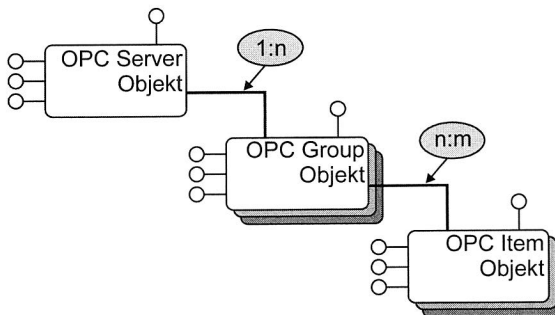 1:n
OPC Server
Objekt
n:m
OPC Group
Objekt
OPC Item
Objekt